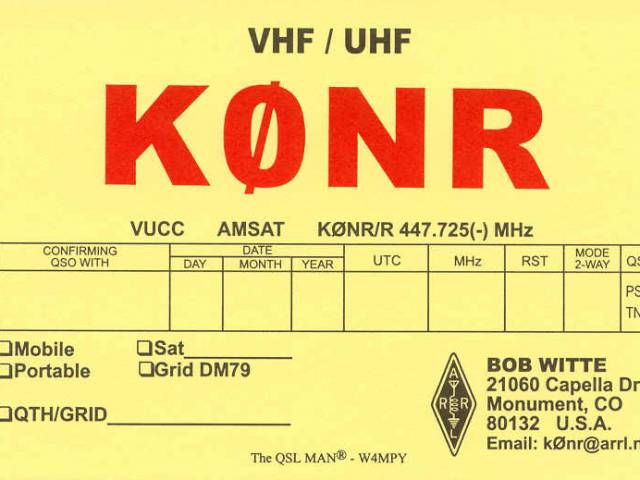 VHF / UHF
KØNR
VUCC AMSAT KØNR/R 447.725(-) MHz
CONFIRMING QSO WITH DATE UTC MHz RST MODE 2-WAY
DAY MONTH YEAR
❑Mobile ❑Sat
❑Portable ❑Grid DM79
❑QTH/GRID
A
R R
L
BOB WITTE
21060 Capella
Monument, CO
80132 U.S.A.
Email:
The QSL MAN® - W4MPY